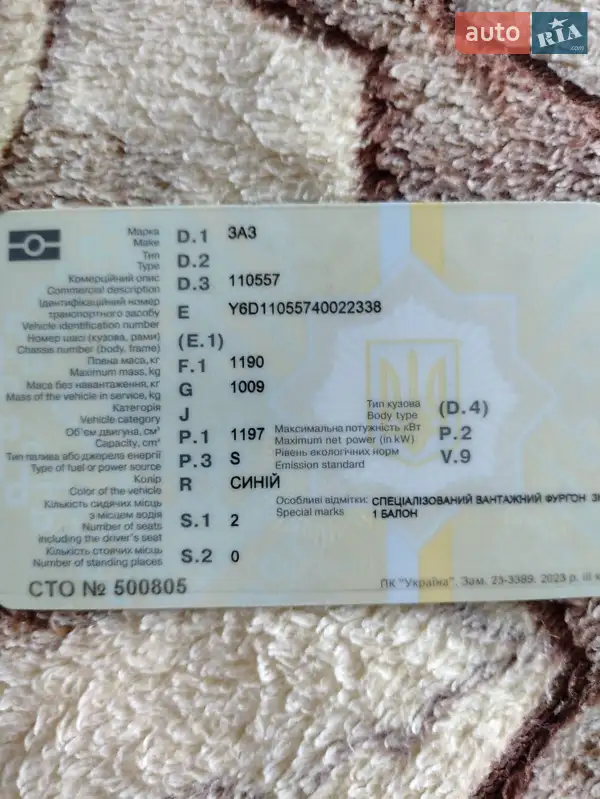 auto RIA.com
Марка
Make D.1 ЗАЗ
Тип
Type D.2
Комерційний опис
Commercial description D.3 110557
Ідентифікаційний номер
транспортного засобу
Vehicle identification number E Y6D11055740022338
Номер шасі (кузова, рами)
Chassis number (body, frame) (E.1)
Повна маса, кг
Maximum mass, kg F.1 1190
Маса без навантаження, кг
Mass of the vehicle in service, kg G 1009
Категорія
Vehicle category J
Тип кузова
Body type (D.4)
Об'єм двигуна, см³
Capacity, cm³ P.1 1197
Максимальна потужність кВт
Maximum net power (in kW) P.2
Тип палива або джерела енергії
Type of fuel or power source P.3 S
Рівень екологічних норм
Emission standard V.9
Колір
Color of the vehicle R СИНІЙ
Кількість сидячих місць
з місцем водія
Number of seats
including the driver's seat S.1 2
Особливі відмітки: СПЕЦІАЛІЗОВАНИЙ ВАНТАЖНИЙ ФУРГОН
Special marks 1 БАЛОН
Кількість стоячих місць
Number of standing places S.2 0
СТО № 500805
ПК "Україна". Зам. 23-3389. 2023 р. III